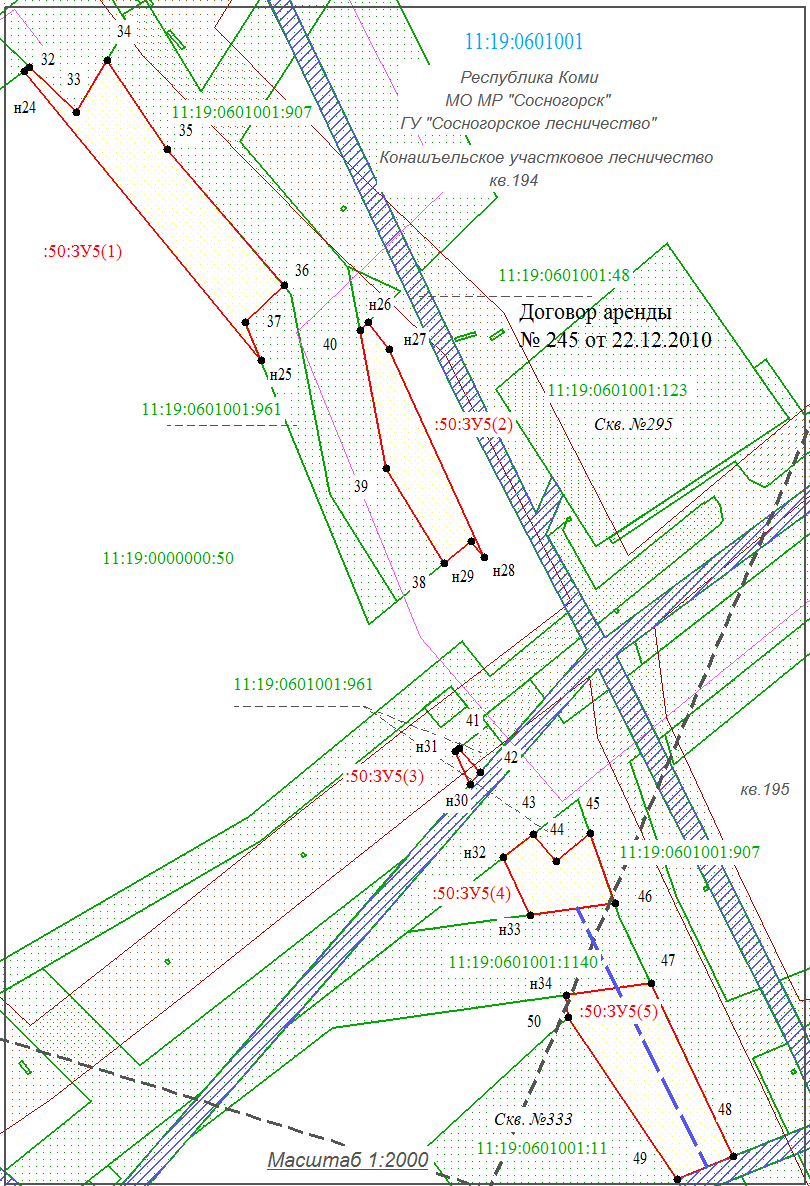 34
11:19:0601001
32
Республика Коми
33
МО МР "Сосногорск"
н24
11:19:0601001:907
ГУ "Сосногорское лесничество"
35
Конашъельское участковое лесничество
кв.194
:50:ЗУ5(1)
36
11:19:0601001:48
н26
Договор аренды
37
№ 245 от 22.12.2010
40
н27
н25
11:19:0601001:123
11:19:0601001:961
:50:ЗУ5(2)
Скв. №295
39
11:19:0000000:50
38
н29
н28
11:19:0601001:961
41
н31
42
:50:ЗУ5(3)
кв.195
н30
43
45
44
н32
11:19:0601001:907
:50:ЗУ5(4)
46
н33
11:19:0601001:1140
47
н34
:50:ЗУ5(5)
50
Скв. №333
48
11:19:0601001:11
Масштаб 1:2000
49